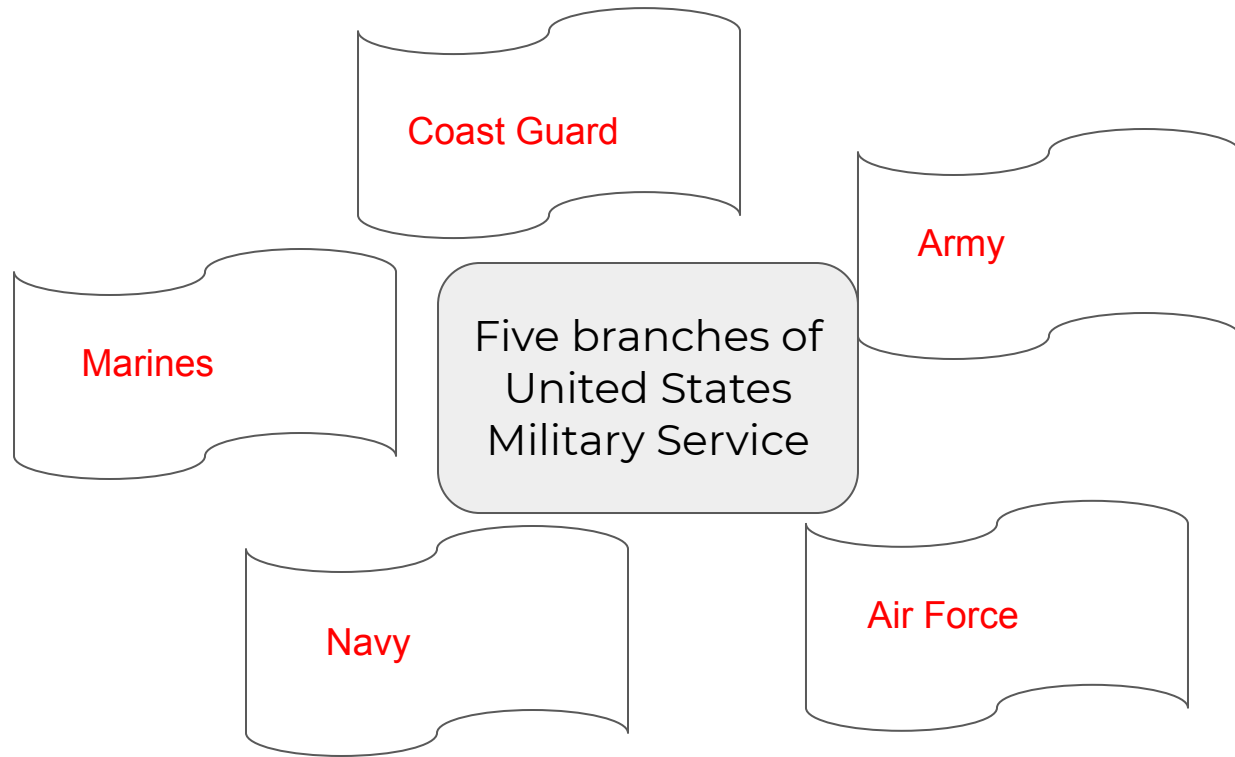 Coast Guard
Army
Marines
Five branches of
United States
Military Service
Air Force
Navy